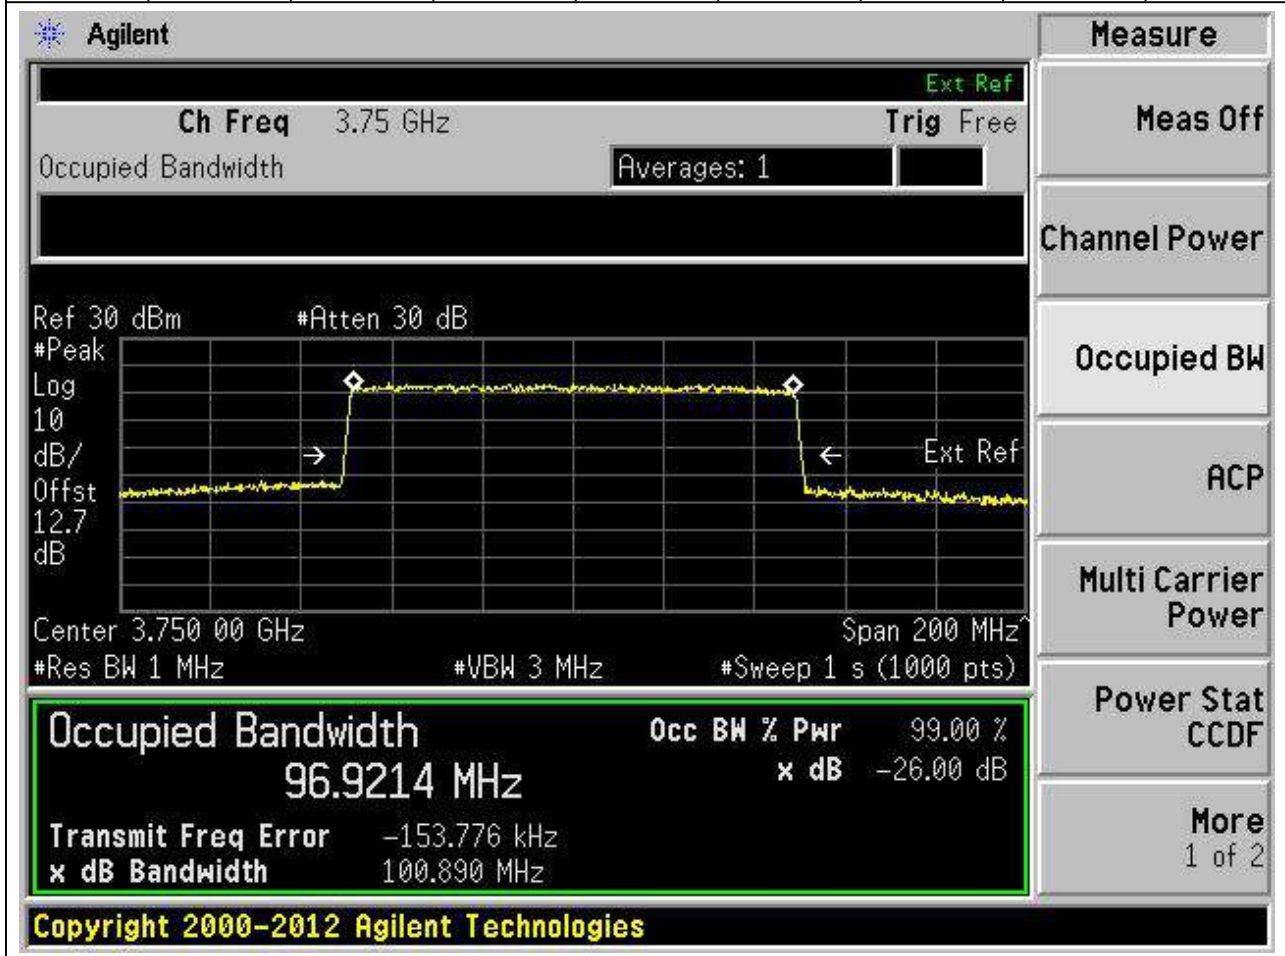 Agilent
Measure
Ext Ref
Ch Freq 3.75 GHz Trig Free
Meas Off
Occupied Bandwidth Averages: 1
Channel Power
Ref 30 dBm #Atten 30 dB
#Peak
Log
10
dB/
Offst
12.7
dB
Ext Ref
Occupied BW
ACP
Center 3.750 00 GHz Span 200 MHz^
#Res BW 1 MHz #VBW 3 MHz #Sweep 1 s (1000 pts)
Multi Carrier
Power
Occupied Bandwidth Occ BW % Pwr 99.00 %
96.9214 MHz x dB -26.00 dB
Transmit Freq Error -153.776 kHz
x dB Bandwidth 100.890 MHz
Power Stat
CCDF
More
1 of 2
Copyright 2000-2012 Agilent Technologies